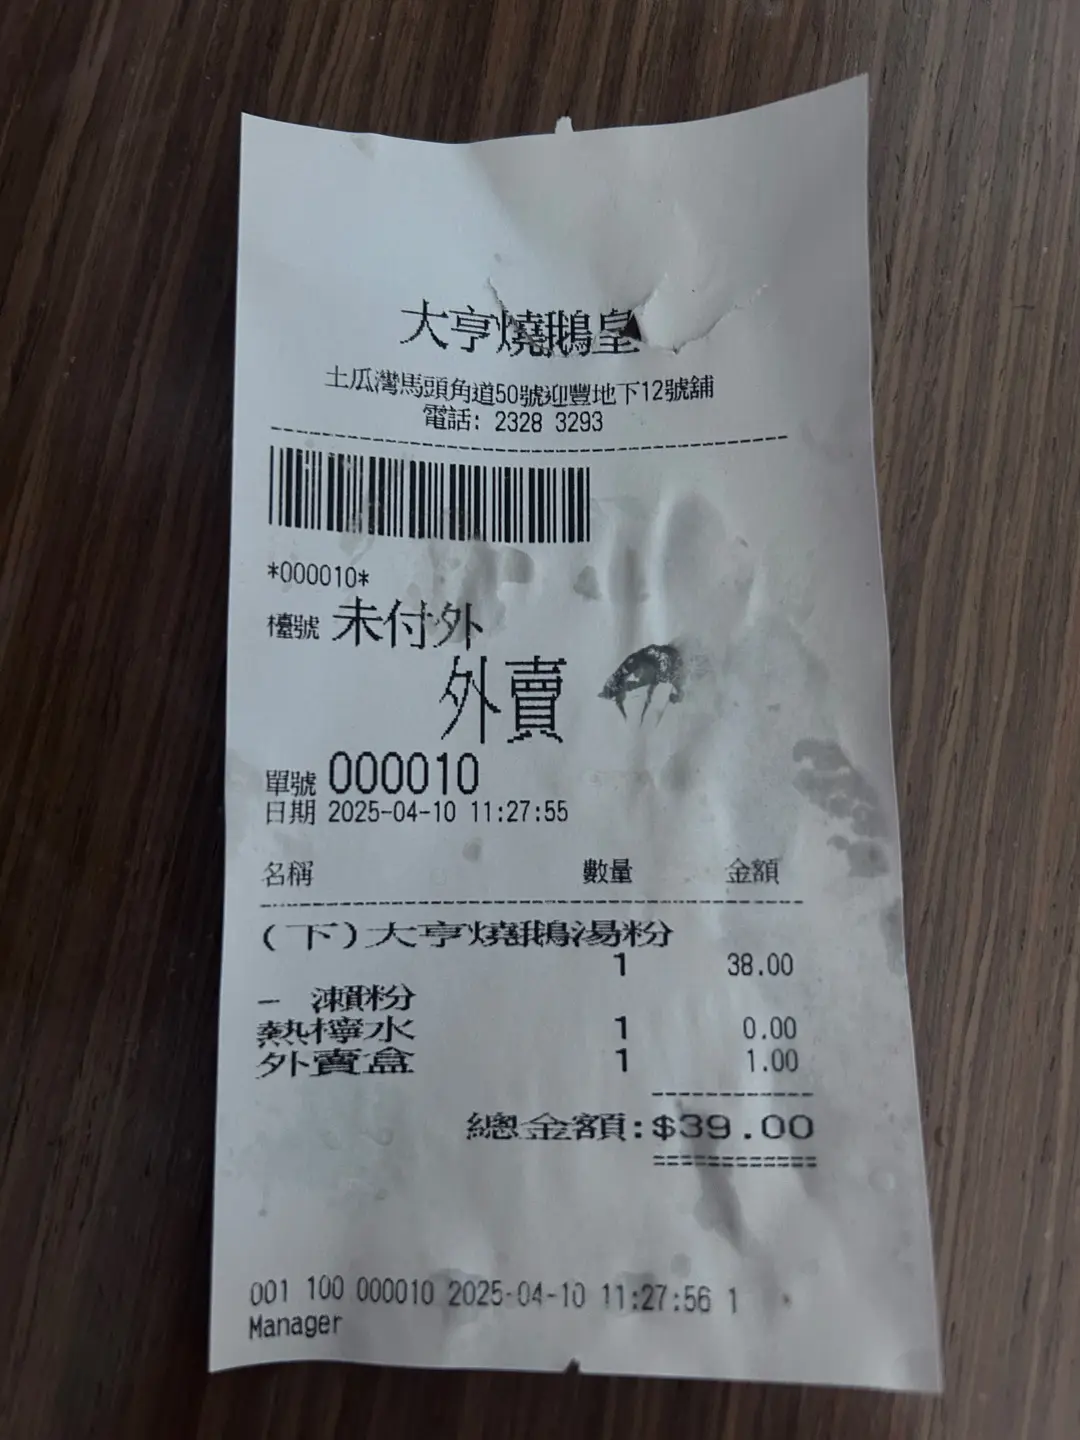 大亨燒鵝皇
土瓜灣馬頭角道50號迎豐地下12號舖
電話: 2328 3293
*000010*
檯號 未付外
外賣
單號 000010
日期 2025-04-10 11:27:55
名稱 數量 金額
(下)大亨燒鵝湯粉
1 38.00
- 瀨粉
熱檸水 1 0.00
外賣盒 1 1.00
總金額:$39.00
001 100 000010 2025-04-10 11:27:56 1
Manager